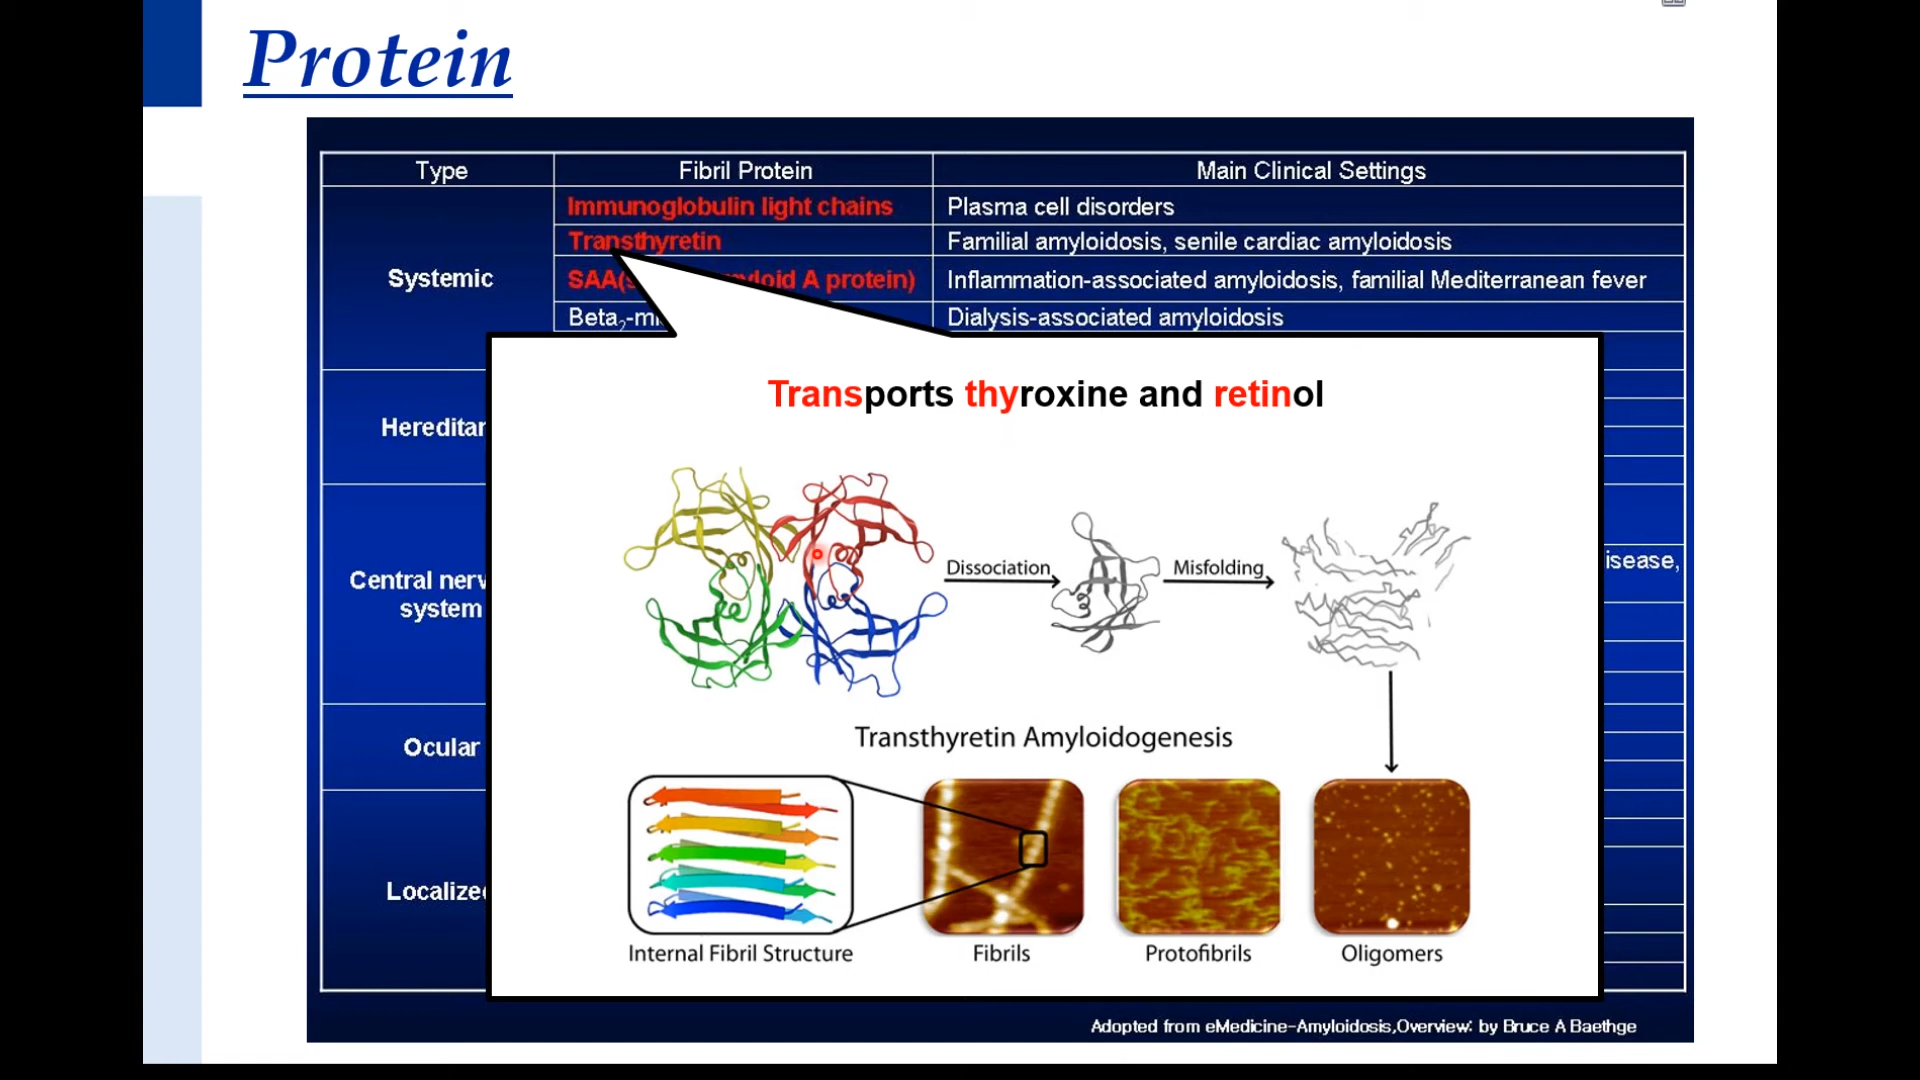 Protein
Type Fibril Protein Main Clinical Settings
Systemic
Immunoglobulin light chains Plasma cell disorders
Transthyretin Familial amyloidosis, senile cardiac amyloidosis
SAA( A protein) Inflammation-associated amyloidosis, familial Mediterranean fever
Beta2-mi Dialysis-associated amyloidosis
Hereditar
Central nerv
system
isease,
Ocular
Localize
Transports thyroxine and retinol
Dissociation Misfolding
Transthyretin Amyloidogenesis
Internal Fibril Structure Fibrils Protofibrils Oligomers
Adopted from eMedicine-Amyloidosis,Overview: by Bruce A Baethge